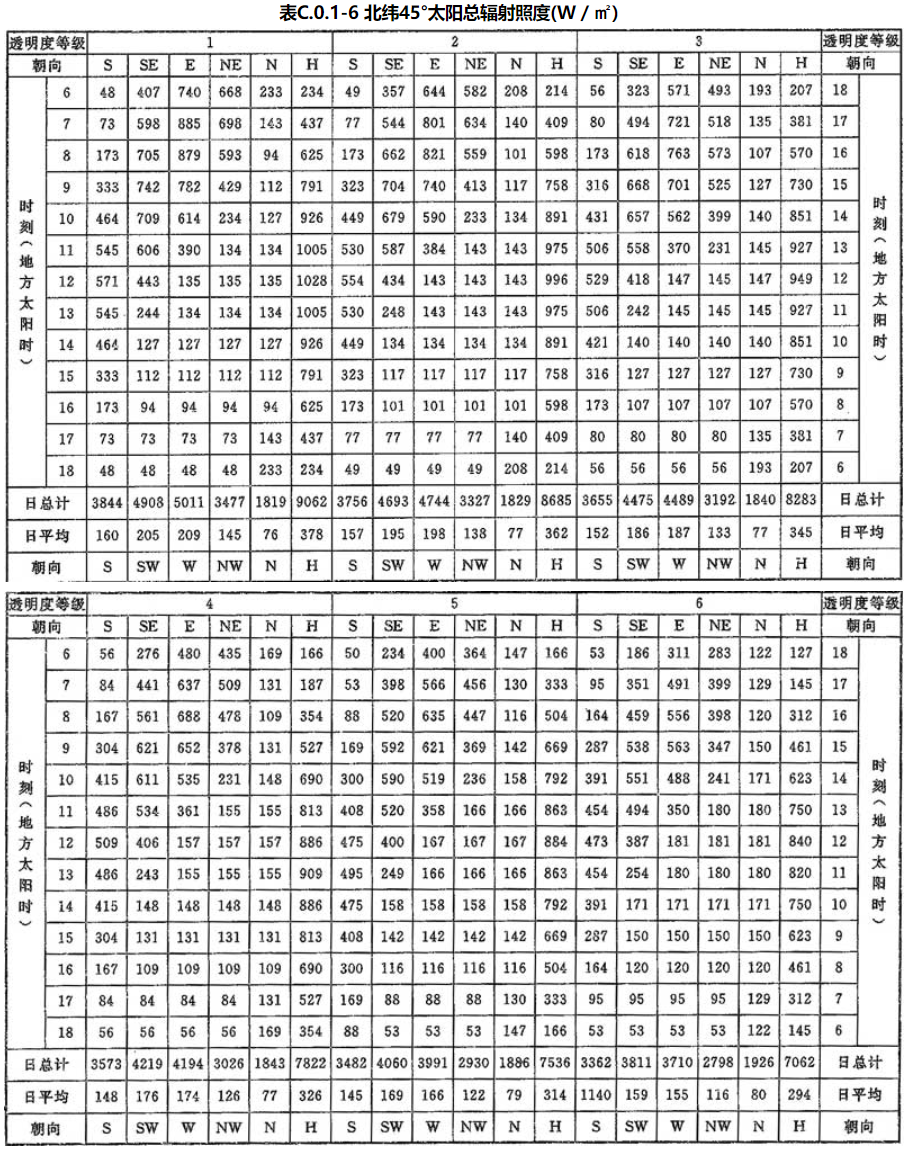 表C.0.1-6 北纬45°太阳总辐射照度(W / ㎡)
透明度等级 1 2 3 透明度等级
朝向 S SE E NE N H S SE E NE N H S SE E NE N H 朝向
时刻(地方太阳时) 6 48 407 740 668 233 234 49 357 644 582 208 214 56 323 571 493 193 207 18 时刻(地方太阳时)
7 73 598 885 698 143 437 77 544 801 634 140 409 80 494 721 518 135 381 17
8 173 705 879 593 94 625 173 662 821 559 101 598 173 618 763 573 107 570 16
9 333 742 782 429 112 791 323 704 740 413 117 758 316 668 701 525 127 730 15
10 464 709 614 234 127 926 449 679 590 233 134 891 431 657 562 399 140 851 14
11 545 606 390 134 134 1005 530 587 384 143 143 975 506 558 370 231 145 927 13
12 571 443 135 135 135 1028 554 434 143 143 143 996 529 418 147 145 147 949 12
13 545 244 134 134 134 1005 530 248 143 143 143 975 506 242 145 145 145 927 11
14 464 127 127 127 127 926 449 134 134 134 134 891 421 140 140 140 140 851 10
15 333 112 112 112 112 791 323 117 117 117 117 758 316 127 127 127 127 730 9
16 173 94 94 94 94 625 173 101 101 101 101 598 173 107 107 107 107 570 8
17 73 73 73 73 143 437 77 77 77 77 140 409 80 80 80 80 135 381 7
18 48 48 48 48 233 234 49 49 49 49 208 214 56 56 56 56 193 207 6
日总计 3844 4908 5011 3477 1819 9062 3756 4693 4744 3327 1829 8685 3655 4475 4489 3192 1840 8283 日总计
日平均 160 205 209 145 76 378 157 195 198 138 77 362 152 186 187 133 77 345 日平均
朝向 S SW W NW N H S SW W NW N H S SW W NW N H 朝向
透明度等级 4 5 6 透明度等级
朝向 S SE E NE N H S SE E NE N H S SE E NE N H 朝向
时刻(地方太阳时) 6 56 276 480 435 169 166 50 234 400 364 147 166 53 186 311 283 122 127 18 时刻(地方太阳时)
7 84 441 637 509 131 187 53 398 566 456 130 333 95 351 491 399 129 145 17
8 167 561 688 478 109 354 88 520 635 447 116 504 164 459 556 398 120 312 16
9 304 621 652 378 131 527 169 592 621 369 142 669 287 538 563 347 150 461 15
10 415 611 535 231 148 690 300 590 519 236 158 792 391 551 488 241 171 623 14
11 486 534 361 155 155 813 408 520 358 166 166 863 454 494 350 180 180 750 13
12 509 406 157 157 157 886 475 400 167 167 167 884 473 387 181 181 181 840 12
13 486 243 155 155 155 909 495 249 166 166 166 863 454 254 180 180 180 820 11
14 415 148 148 148 148 886 475 158 158 158 158 792 391 171 171 171 171 750 10
15 304 131 131 131 131 813 408 142 142 142 142 669 287 150 150 150 150 623 9
16 167 109 109 109 109 690 300 116 116 116 116 504 164 120 120 120 120 461 8
17 84 84 84 84 131 527 169 88 88 88 130 333 95 95 95 95 129 312 7
18 56 56 56 56 169 354 88 53 53 53 147 166 53 53 53 53 122 145 6
日总计 3573 4219 4194 3026 1843 7822 3482 4060 3991 2930 1886 7536 3362 3811 3710 2798 1926 7062 日总计
日平均 148 176 174 126 77 326 145 169 166 122 79 314 1140 159 155 116 80 294 日平均
朝向 S SW W NW N H S SW W NW N H S SW W NW N H 朝向